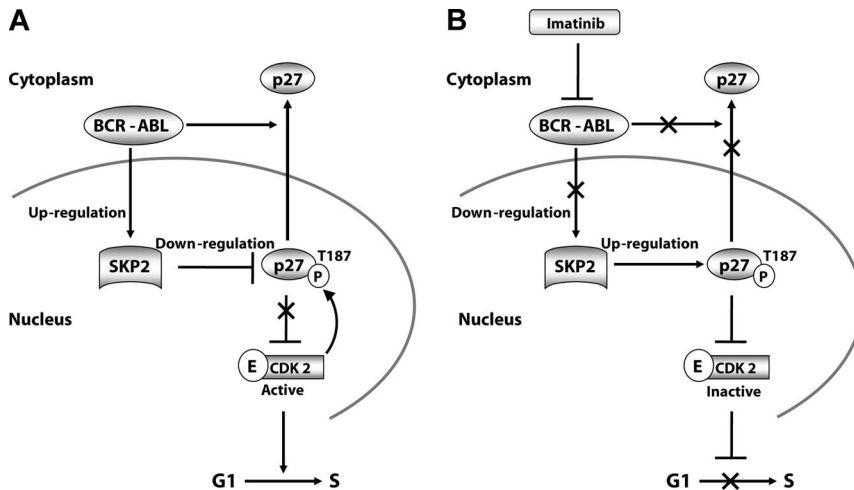 A
Cytoplasm
p27
BCR - ABL
Up-regulation
Down-regulation
SKP2
p27
T187
P
Nucleus
E
CDK 2
Active
G1
S
B
Imatinib
Cytoplasm
p27
BCR - ABL
Down-regulation
Up-regulation
SKP2
p27
T187
P
Nucleus
E
CDK 2
Inactive
G1
S